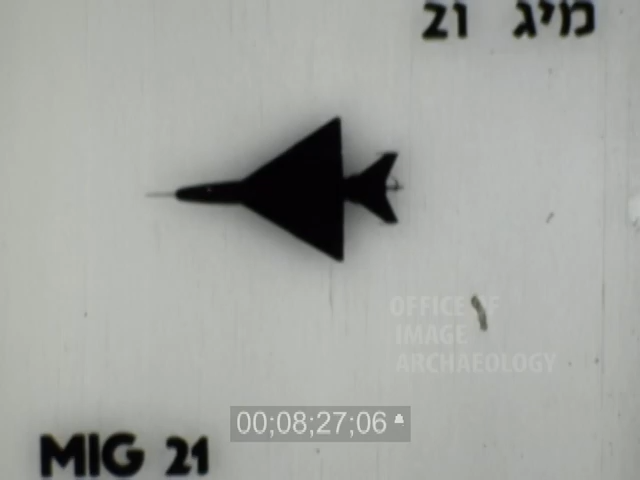 מיג 21
OFFICE OF
IMAGE
ARCHAEOLOGY
00;08;27;06
MIG 21